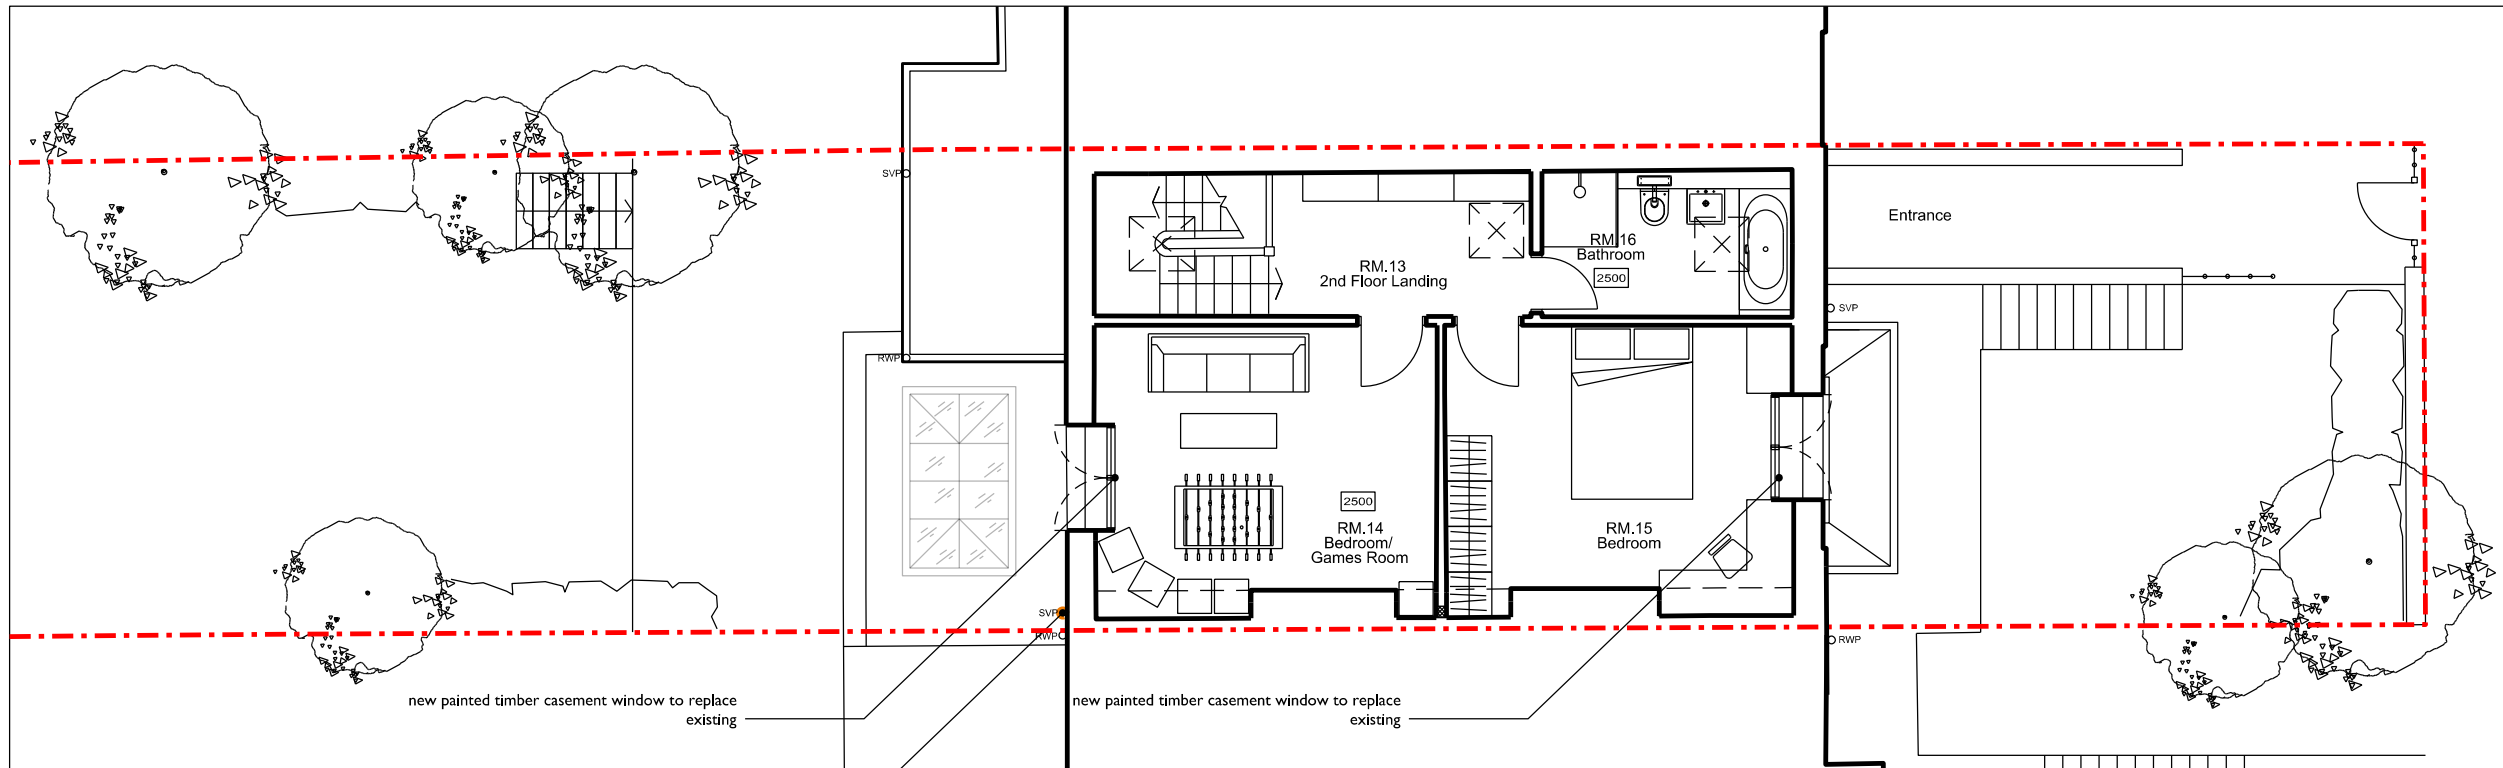 SVP
RM.16
Bathroom
Entrance
RM.13
2nd Floor Landing
2500
SVP
RWP
2500
RM.14
Bedroom/
Games Room
RM.15
Bedroom
SVP
RWP
RWP
new painted timber casement window to replace
existing
new painted timber casement window to replace
existing